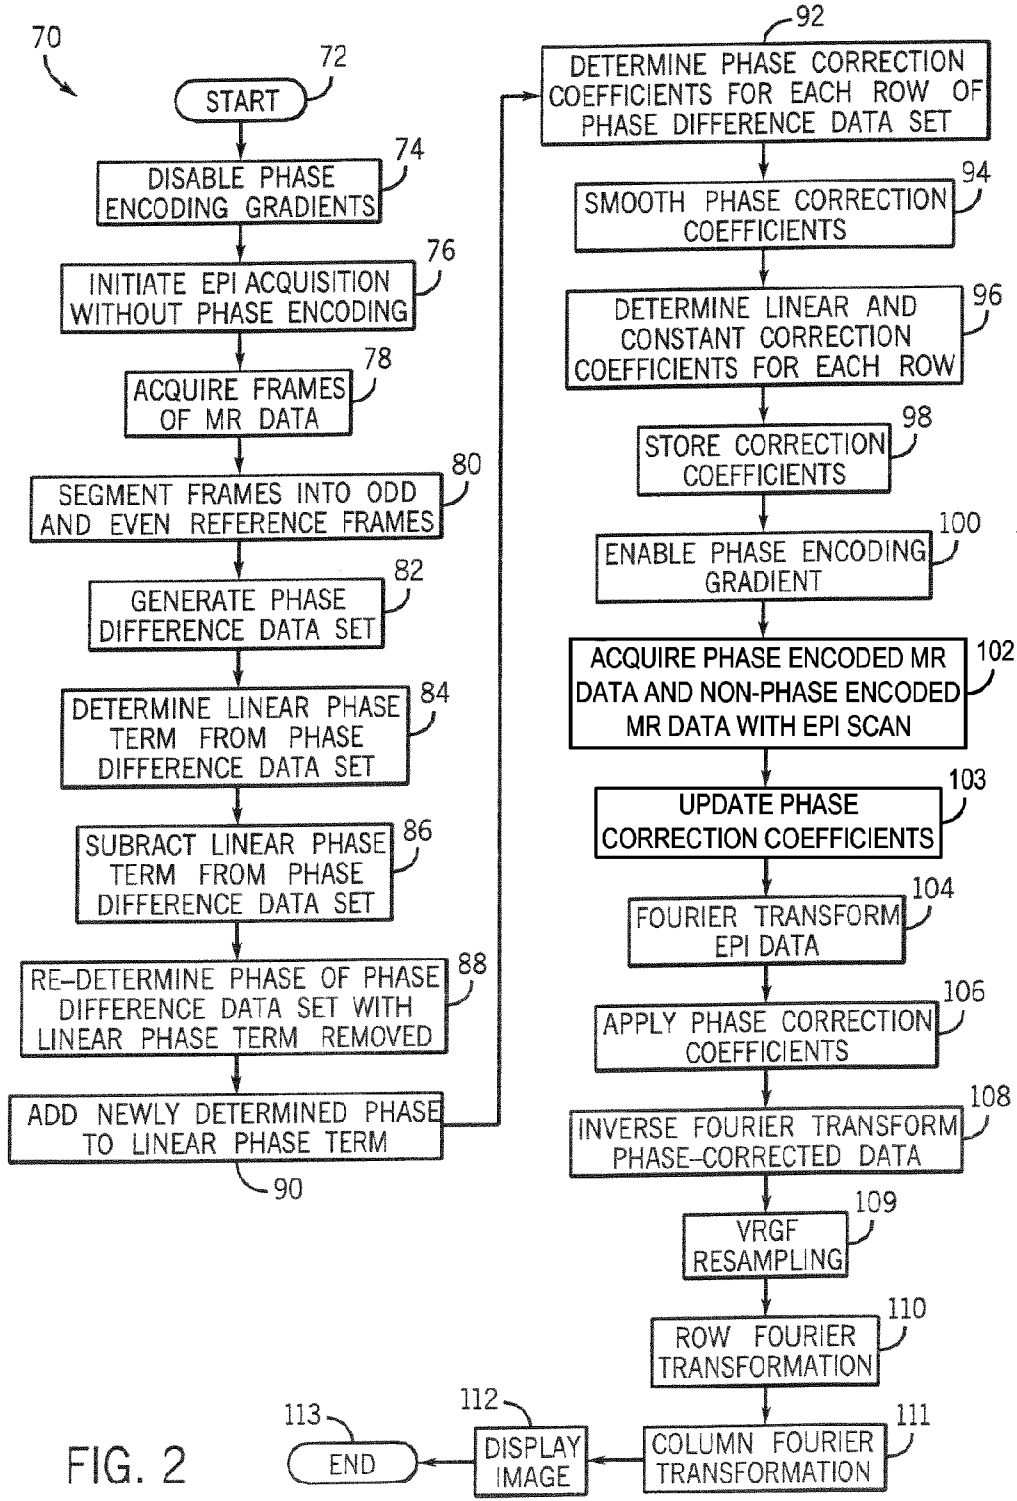 70
72
START
74
DISABLE PHASE
ENCODING GRADIENTS
76
INITIATE EPI ACQUISITION
WITHOUT PHASE ENCODING
78
ACQUIRE FRAMES
OF MR DATA
80
SEGMENT FRAMES INTO ODD
AND EVEN REFERENCE FRAMES
82
GENERATE PHASE
DIFFERENCE DATA SET
84
DETERMINE LINEAR PHASE
TERM FROM PHASE
DIFFERENCE DATA SET
86
SUBRACT LINEAR PHASE
TERM FROM PHASE
DIFFERENCE DATA SET
88
RE-DETERMINE PHASE OF PHASE
DIFFERENCE DATA SET WITH
LINEAR PHASE TERM REMOVED
ADD NEWLY DETERMINED PHASE
TO LINEAR PHASE TERM
90
92
DETERMINE PHASE CORRECTION
COEFFICIENTS FOR EACH ROW OF
PHASE DIFFERENCE DATA SET
94
SMOOTH PHASE CORRECTION
COEFFICIENTS
96
DETERMINE LINEAR AND
CONSTANT CORRECTION
COEFFICIENTS FOR EACH ROW
98
STORE CORRECTION
COEFFICIENTS
100
ENABLE PHASE ENCODING
GRADIENT
102
ACQUIRE PHASE ENCODED MR
DATA AND NON-PHASE ENCODED
MR DATA WITH EPI SCAN
103
UPDATE PHASE
CORRECTION COEFFICIENTS
104
FOURIER TRANSFORM
EPI DATA
106
APPLY PHASE CORRECTION
COEFFICIENTS
108
INVERSE FOURIER TRANSFORM
PHASE-CORRECTED DATA
109
VRGF
RESAMPLING
110
ROW FOURIER
TRANSFORMATION
111
COLUMN FOURIER
TRANSFORMATION
112
DISPLAY
IMAGE
113
END
FIG. 2